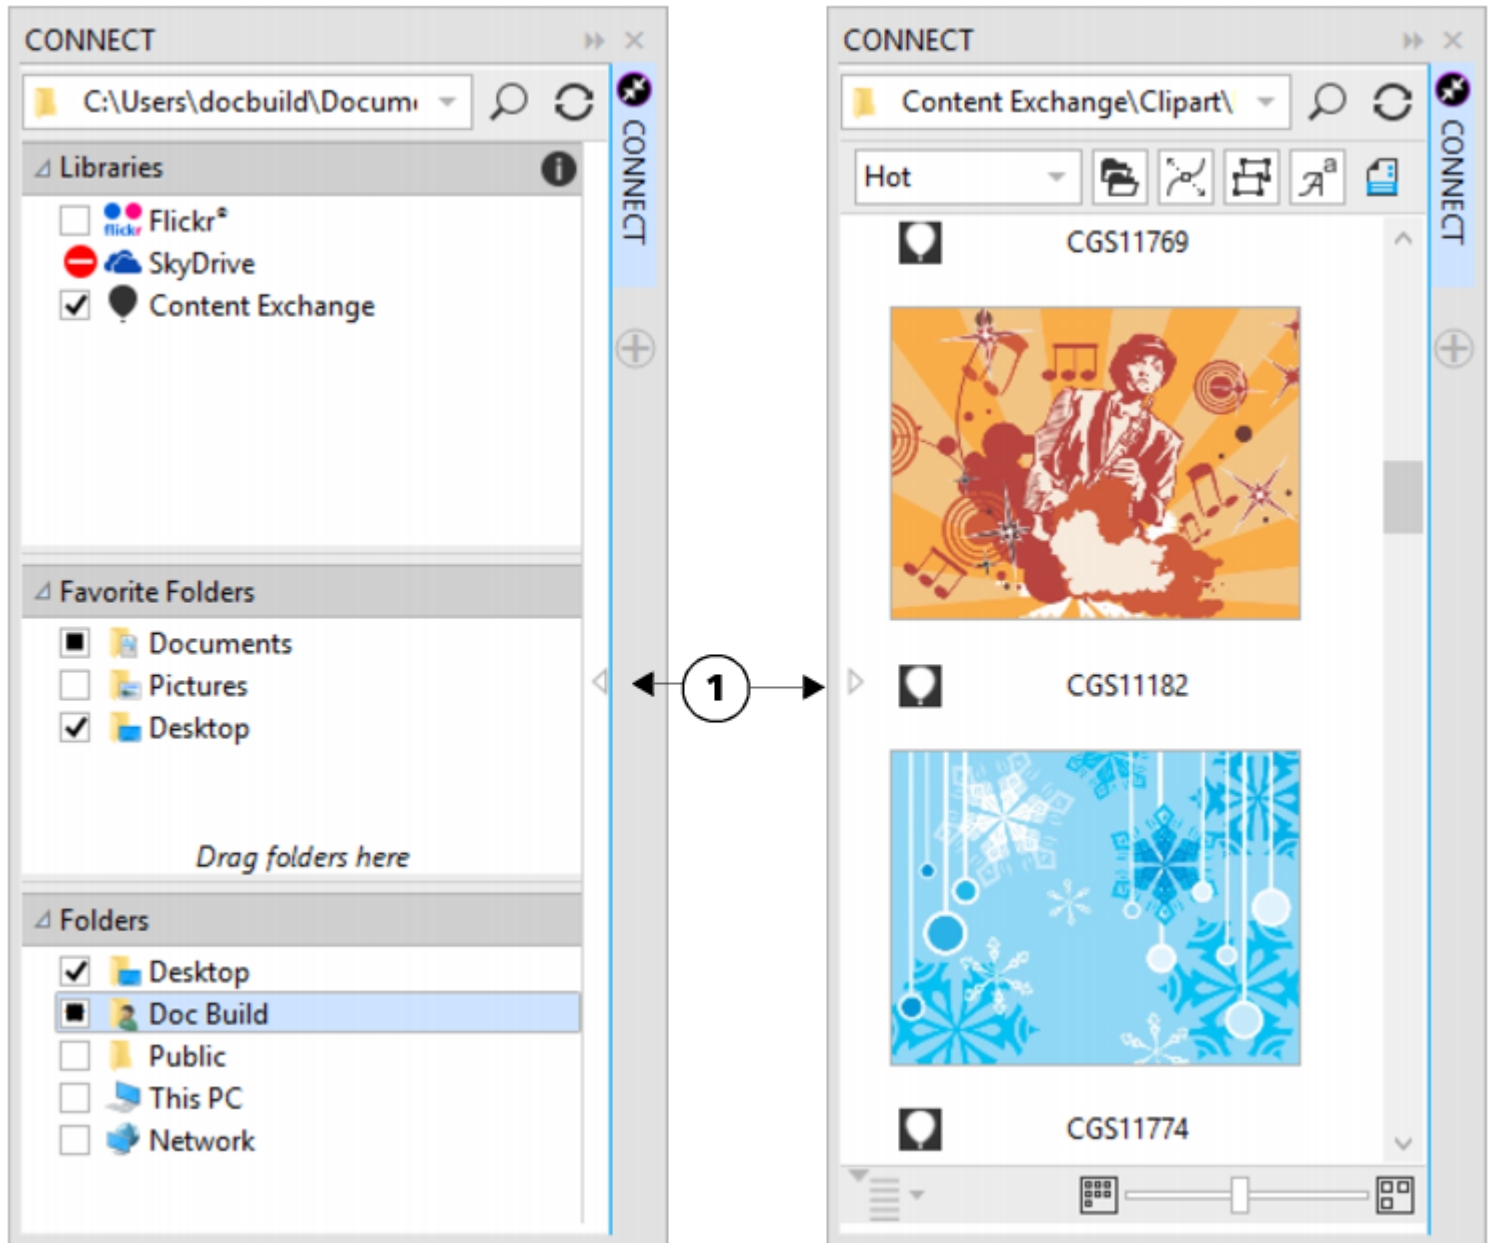 CONNECT
C:\Users\docbuild\Docum
CONNECT
Libraries
flickr Flickr®
SkyDrive
Content Exchange
Favorite Folders
Documents
Pictures
Desktop
Drag folders here
Folders
Desktop
Doc Build
Public
This PC
Network
1
CONNECT
Content Exchange\Clipart\
CONNECT
Hot
CGS11769
CGS11182
CGS11774